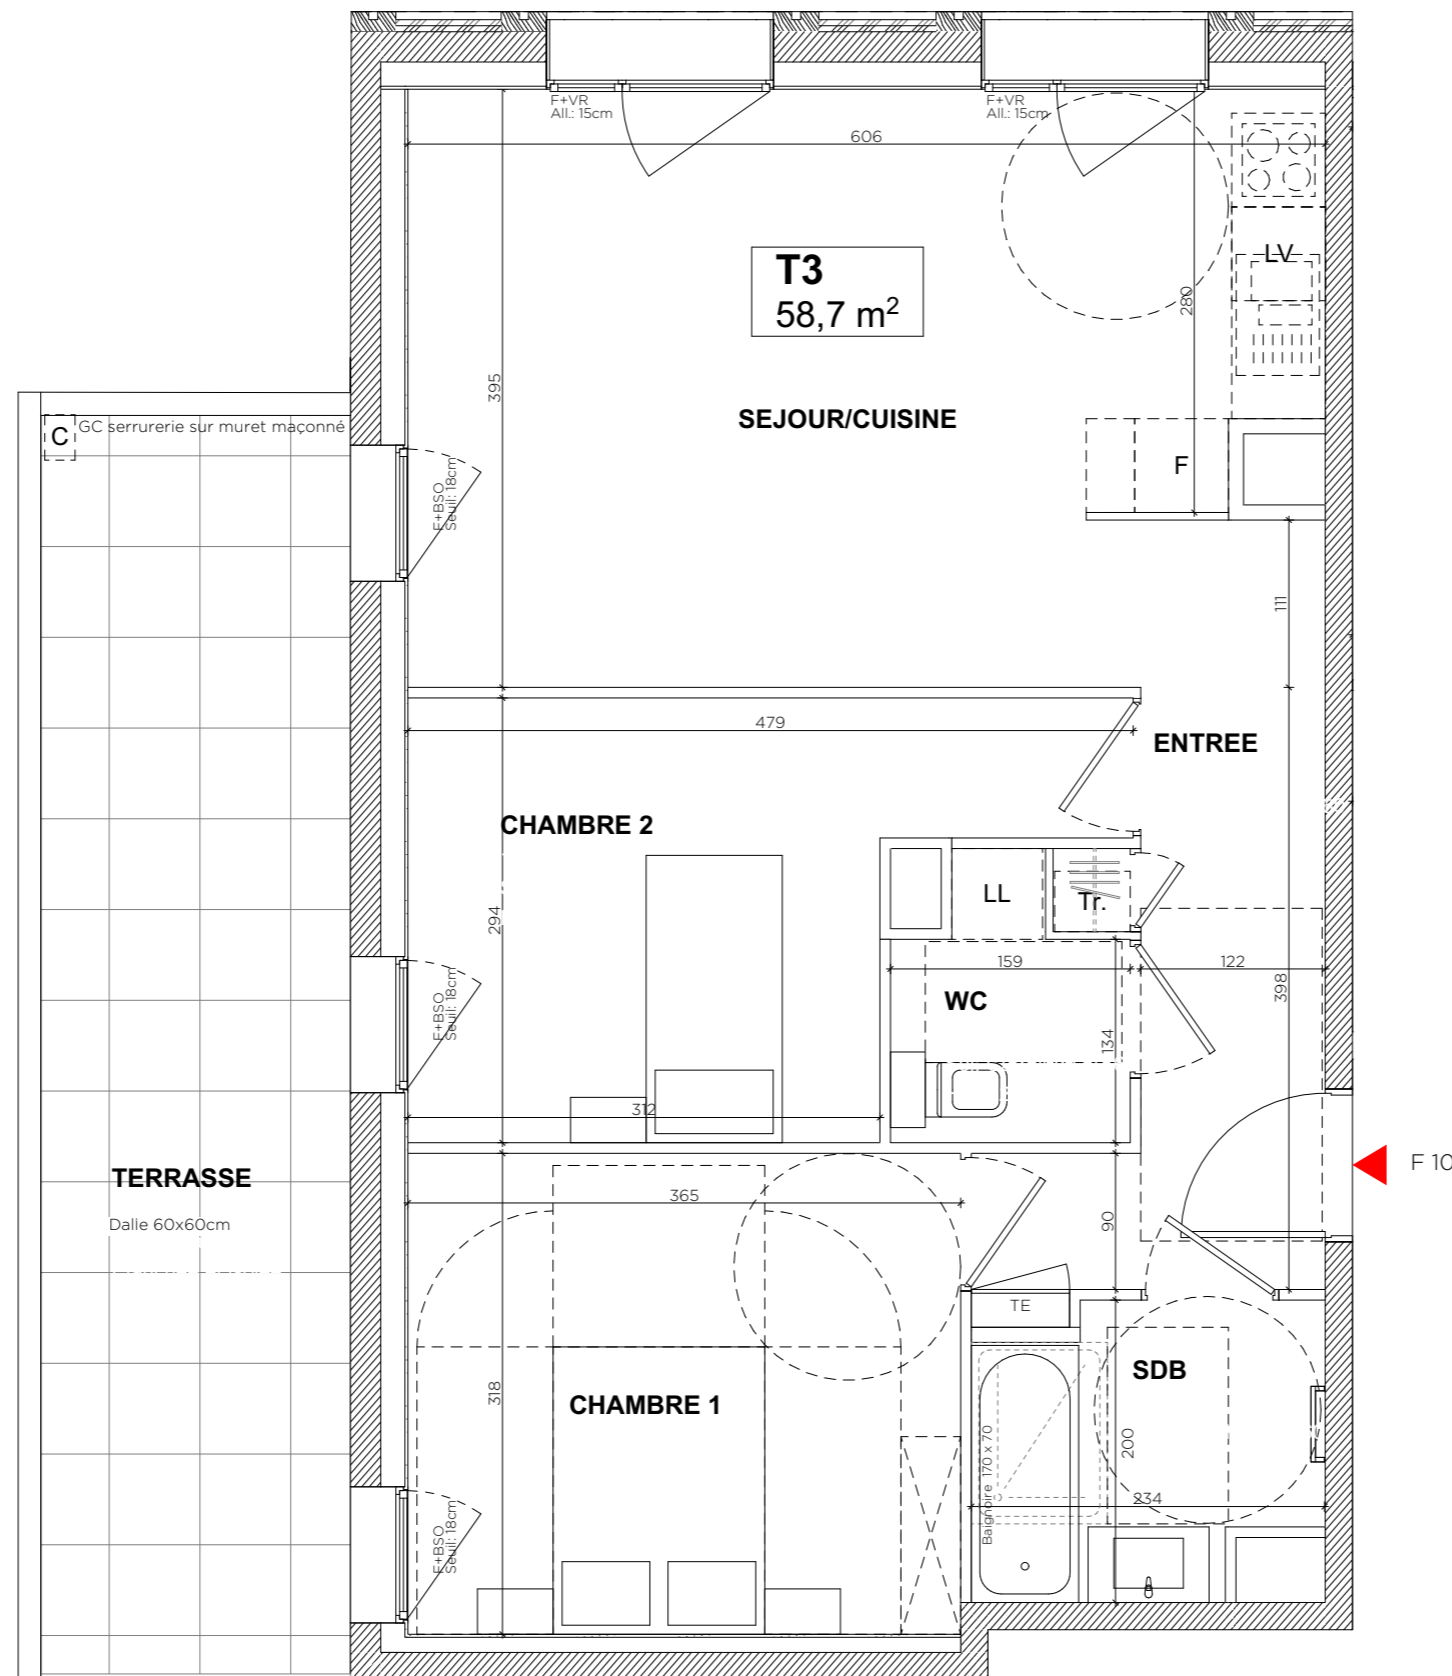 F+VR
All.: 15cm
F+VR
All.: 15cm
606
T3
58,7 m²
LV
280
395
SEJOUR/CUISINE
C
GC serrurerie sur muret maçonné
F
F+BSO
Seuil: 18cm
111
479
ENTREE
CHAMBRE 2
LL
Tr.
294
159
122
WC
398
F+BSO
Seuil: 18cm
134
312
F 10
TERRASSE
365
Dalle 60x60cm
90
TE
SDB
318
CHAMBRE 1
200
Baignoire 170 x 70
234
F+BSO
Seuil: 18cm